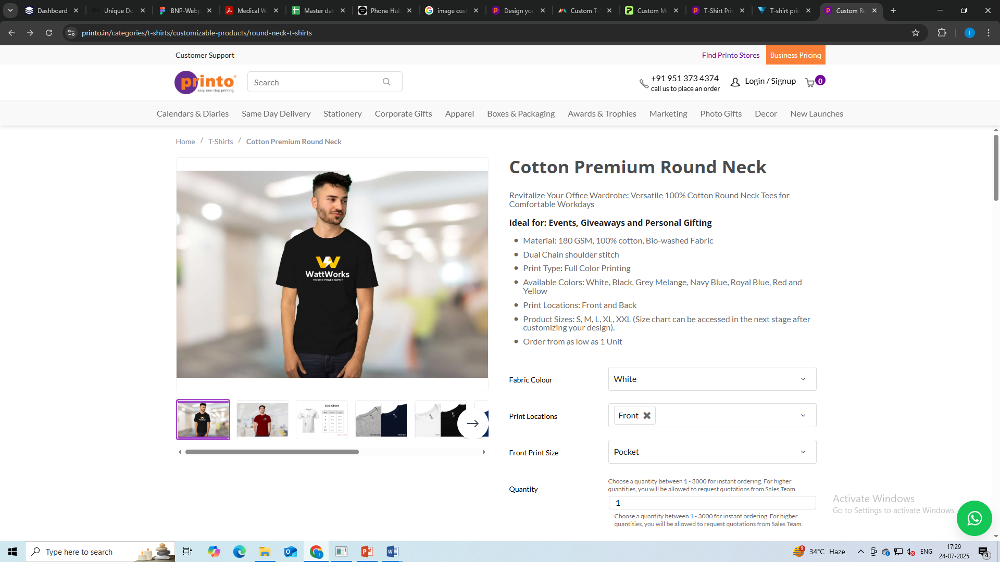 Dashboard
Unique Do
BNP-Webp
Medical W
Master dat
Phone Hub
image cust
Design you
Custom T-S
Custom M
T-Shirt Prin
T-shirt prin
Custom Ro
printo.in/categories/t-shirts/customizable-products/round-neck-t-shirts
Customer Support
Find Printo Stores
Business Pricing
printo
easy, one-stop printing
Search
+91 951 373 4374
call us to place an order
Login / Signup
0
Calendars & Diaries
Same Day Delivery
Stationery
Corporate Gifts
Apparel
Boxes & Packaging
Awards & Trophies
Marketing
Photo Gifts
Decor
New Launches
Home / T-Shirts / Cotton Premium Round Neck
WattWorks
TRUSTED POWER SUPPLY
Size Chart
Cotton Premium Round Neck
Revitalize Your Office Wardrobe: Versatile 100% Cotton Round Neck Tees for
Comfortable Workdays
Ideal for: Events, Giveaways and Personal Gifting
Material: 180 GSM, 100% cotton, Bio-washed Fabric
Dual Chain shoulder stitch
Print Type: Full Color Printing
Available Colors: White, Black, Grey Melange, Navy Blue, Royal Blue, Red and
Yellow
Print Locations: Front and Back
Product Sizes: S, M, L, XL, XXL (Size chart can be accessed in the next stage after
customizing your design).
Order from as low as 1 Unit
Fabric Colour
White
Print Locations
Front
Front Print Size
Pocket
Quantity
Choose a quantity between 1 - 3000 for instant ordering. For higher
quantities, you will be allowed to request quotations from Sales Team.
1
Choose a quantity between 1 - 3000 for instant ordering. For higher
quantities, you will be allowed to request quotations from Sales Team.
Activate Windows
Go to Settings to activate Windows.
Type here to search
34°C Haze
ENG
17:29
24-07-2025
4